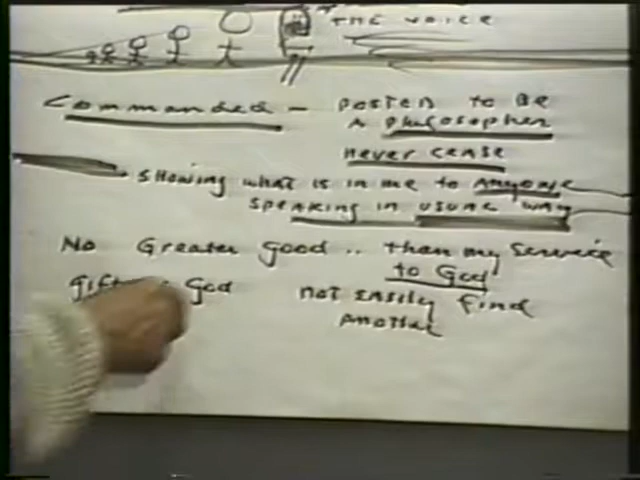 THE VOICE
Commanded - posted to Be
A Philosopher
never cease
showing what is in me to Anyone
speaking in usual way
No Greater good .. than my service
to God
Gift God not easily find
Another